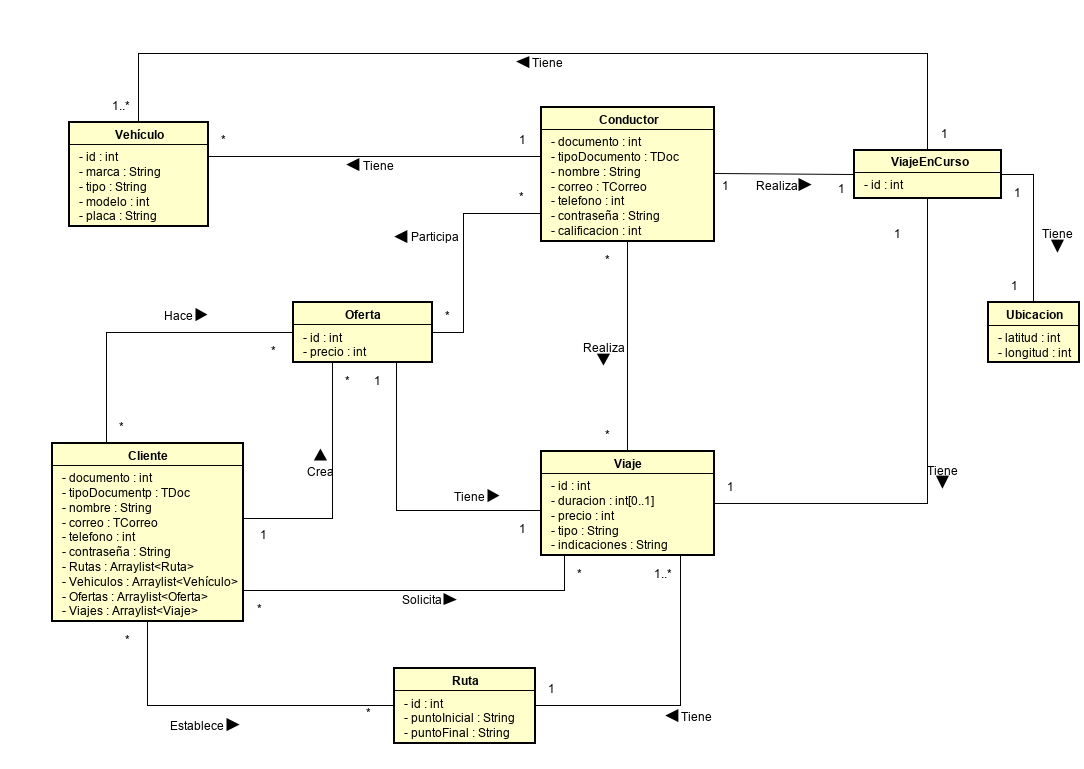 Tiene
1..*
Vehículo
- id : int
- marca : String
- tipo : String
- modelo : int
- placa : String
*
1
Tiene
Conductor
- documento : int
- tipoDocumento : TDoc
- nombre : String
- correo : TCorreo
- telefono : int
- contraseña : String
- calificacion : int
1
ViajeEnCurso
- id : int
1
Realiza
1
1
1
Tiene
1
Ubicacion
- latitud : int
- longitud : int
*
Participa
*
*
Realiza
*
Hace
*
*
Oferta
- id : int
- precio : int
*
1
Crea
1
Tiene
1
Cliente
- documento : int
- tipoDocumentp : TDoc
- nombre : String
- correo : TCorreo
- telefono : int
- contraseña : String
- Rutas : Arraylist<Ruta>
- Vehiculos : Arraylist<Vehículo>
- Ofertas : Arraylist<Oferta>
- Viajes : Arraylist<Viaje>
Viaje
- id : int
- duracion : int[0..1]
- precio : int
- tipo : String
- indicaciones : String
1
Tiene
*
1..*
*
Solicita
*
Establece
*
Ruta
- id : int
- puntoInicial : String
- puntoFinal : String
1
Tiene